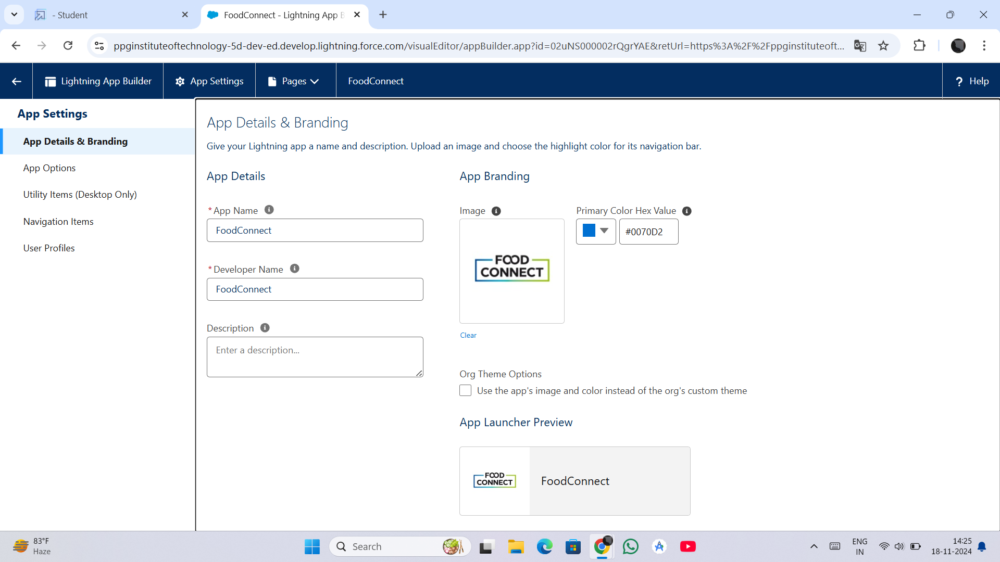 - Student
FoodConnect - Lightning App B
ppginstituteoftechnology-5d-dev-ed.develop.lightning.force.com/visualEditor/appBuilder.app?id=02uNS000002rQgrYAE&retUrl=https%3A%2F%2Fppginstituteoft...
Lightning App Builder
App Settings
Pages
FoodConnect
? Help
App Settings
App Details & Branding
App Options
Utility Items (Desktop Only)
Navigation Items
User Profiles
App Details & Branding
Give your Lightning app a name and description. Upload an image and choose the highlight color for its navigation bar.
App Details
* App Name
FoodConnect
* Developer Name
FoodConnect
Description
Enter a description...
App Branding
Image
FOOD
CONNECT
Clear
Primary Color Hex Value
#0070D2
Org Theme Options
Use the app's image and color instead of the org's custom theme
App Launcher Preview
FOOD
CONNECT
FoodConnect
83°F
Haze
Search
ENG
IN
14:25
18-11-2024